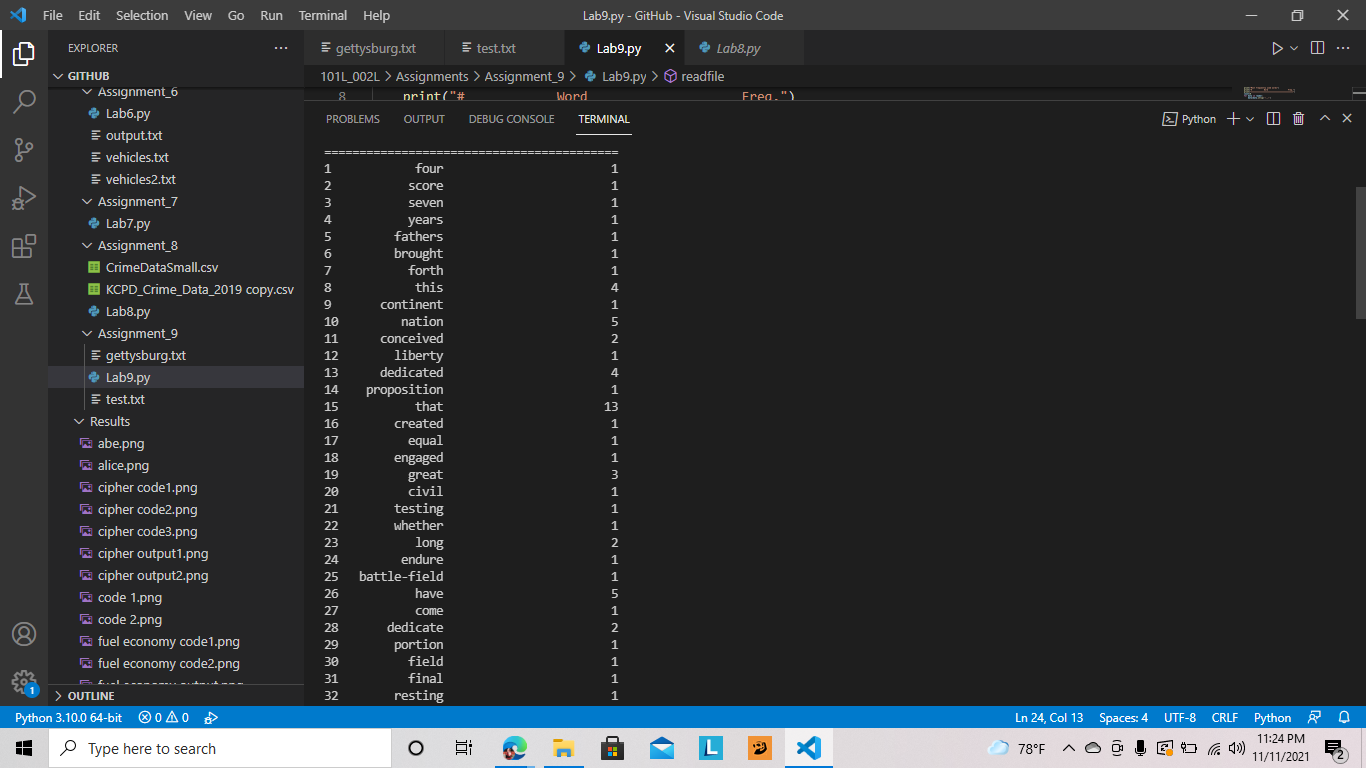 File Edit Selection View Go Run Terminal Help Lab9.py - GitHub - Visual Studio Code
EXPLORER
GITHUB
Assignment_6
Lab6.py
output.txt
vehicles.txt
vehicles2.txt
Assignment_7
Lab7.py
Assignment_8
CrimeDataSmall.csv
KCPD_Crime_Data_2019 copy.csv
Lab8.py
Assignment_9
gettysburg.txt
Lab9.py
test.txt
Results
abe.png
alice.png
cipher code1.png
cipher code2.png
cipher code3.png
cipher output1.png
cipher output2.png
code 1.png
code 2.png
fuel economy code1.png
fuel economy code2.png
fuel economy output.png
OUTLINE
gettysburg.txt test.txt Lab9.py Lab8.py
101L_002L > Assignments > Assignment_9 > Lab9.py > readfile
8 print("# Word Freq.")
PROBLEMS OUTPUT DEBUG CONSOLE TERMINAL Python
==========================================
1 four 1
2 score 1
3 seven 1
4 years 1
5 fathers 1
6 brought 1
7 forth 1
8 this 4
9 continent 1
10 nation 5
11 conceived 2
12 liberty 1
13 dedicated 4
14 proposition 1
15 that 13
16 created 1
17 equal 1
18 engaged 1
19 great 3
20 civil 1
21 testing 1
22 whether 1
23 long 2
24 endure 1
25 battle-field 1
26 have 5
27 come 1
28 dedicate 2
29 portion 1
30 field 1
31 final 1
32 resting 1
1
Python 3.10.0 64-bit 0 0 Ln 24, Col 13 Spaces: 4 UTF-8 CRLF Python
Type here to search
L
78°F
11:24 PM
11/11/2021
2